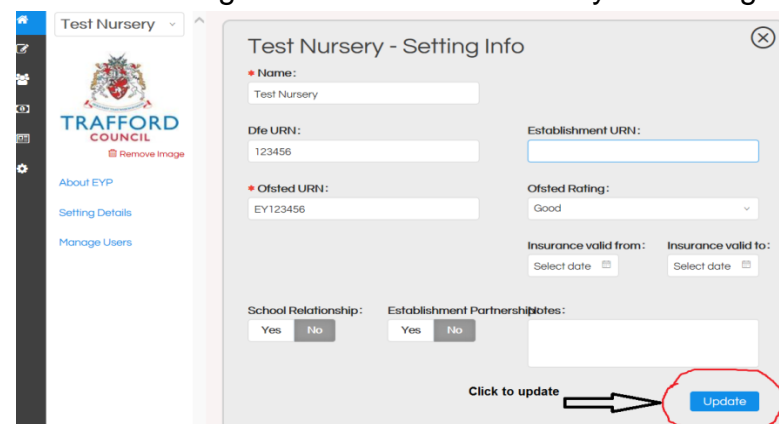 Test Nursery
TRAFFORD
COUNCIL
Remove Image
About EYP
Setting Details
Manage Users
Test Nursery - Setting Info
* Name:
Test Nursery
Dfe URN:
Establishment URN:
123456
* Ofsted URN:
Ofsted Rating:
EY123456
Good
Insurance valid from:
Insurance valid to:
Select date
Select date
School Relationship:
Establishment Partnership
Notes:
Yes No
Yes No
Click to update
Update